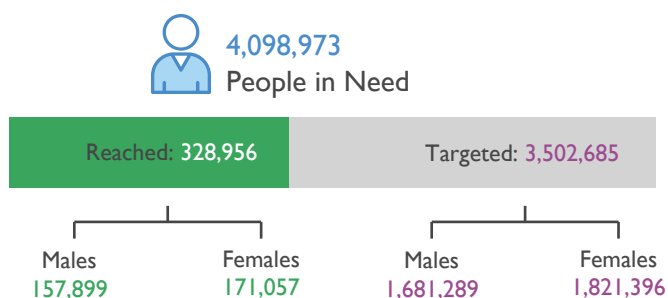 4,098,973
People in Need
Reached: 328,956
Targeted: 3,502,685
Males
157,899
Females
171,057
Males
1,681,289
Females
1,821,396